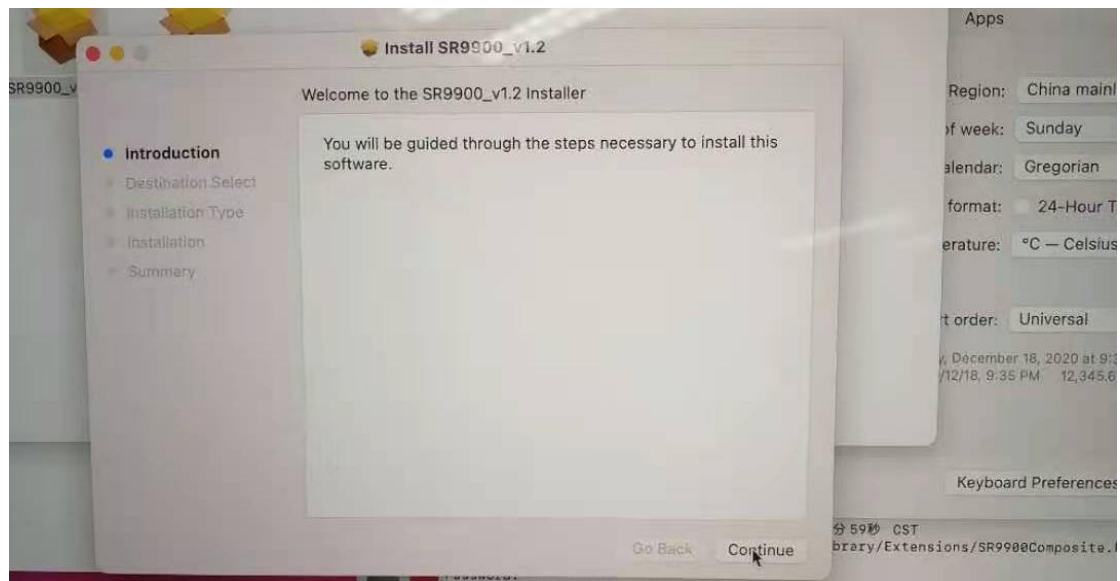 Install SR9900_v1.2
SR9900_v
Welcome to the SR9900_v1.2 Installer
You will be guided through the steps necessary to install this
software.
Introduction
Destination Select
Installation Type
Installation
Summary
Go Back
Continue
Apps
Region: China mainl
of week: Sunday
alendar: Gregorian
format: 24-Hour T
erature: °C — Celsius
t order: Universal
y, December 18, 2020 at 9:3
/12/18, 9:35 PM 12,345.6
Keyboard Preferences
分 59秒 CST
brary/Extensions/SR9900Composite.